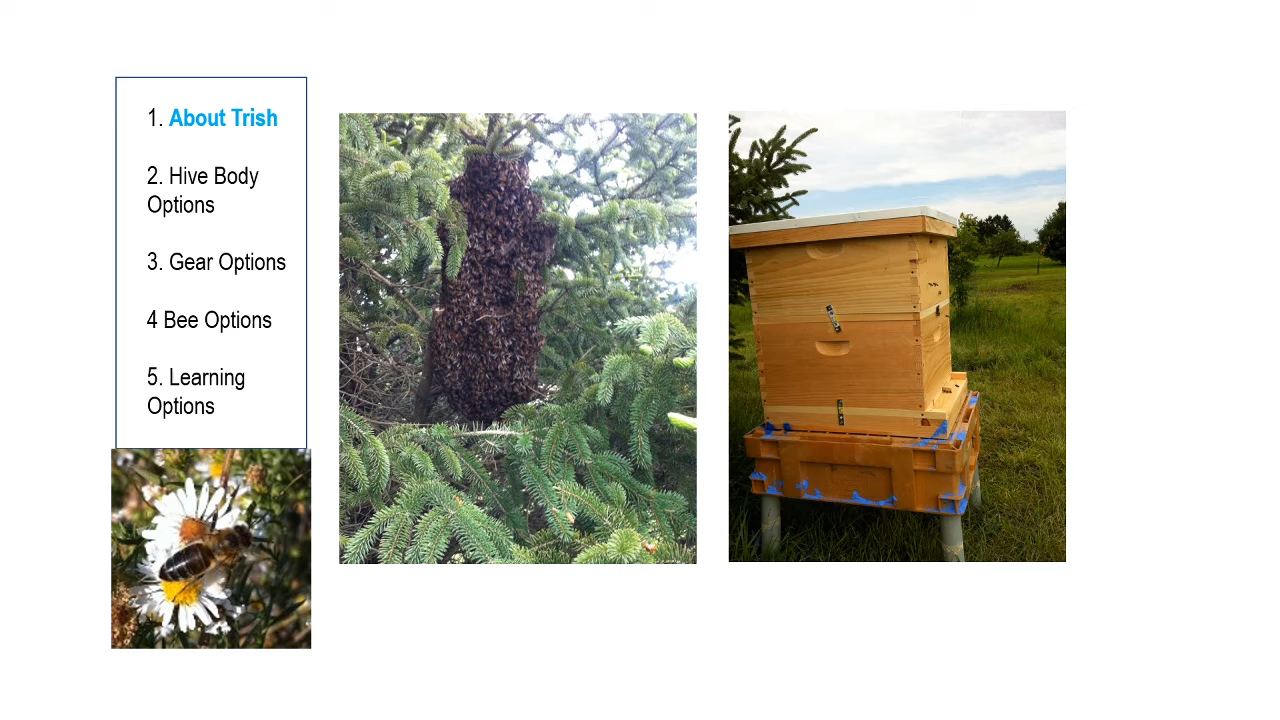 1. About Trish
2. Hive Body
Options
3. Gear Options
4 Bee Options
5. Learning
Options